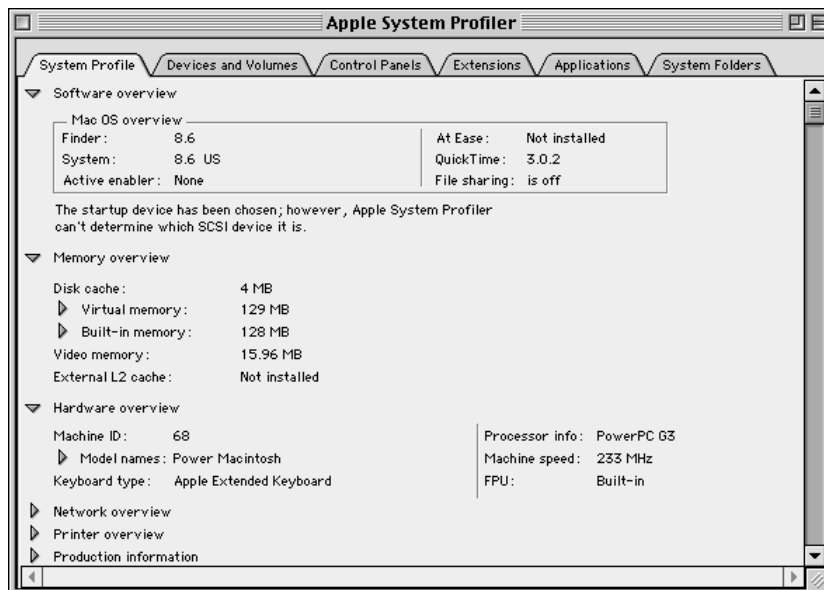 Apple System Profiler
System Profile Devices and Volumes Control Panels Extensions Applications System Folders
Software overview
Mac OS overview
Finder: 8.6 At Ease: Not installed
System: 8.6 US QuickTime: 3.0.2
Active enabler: None File sharing: is off
The startup device has been chosen; however, Apple System Profiler
can't determine which SCSI device it is.
Memory overview
Disk cache: 4 MB
Virtual memory: 129 MB
Built-in memory: 128 MB
Video memory: 15.96 MB
External L2 cache: Not installed
Hardware overview
Machine ID: 68 Processor info: PowerPC G3
Model names: Power Macintosh Machine speed: 233 MHz
Keyboard type: Apple Extended Keyboard FPU: Built-in
Network overview
Printer overview
Production information